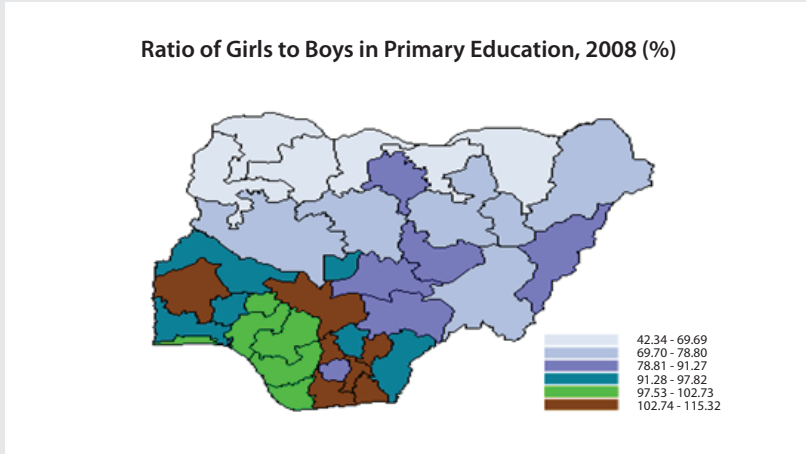 Ratio of Girls to Boys in Primary Education, 2008 (%)
42.34 - 69.69
69.70 - 78.80
78.81 - 91.27
91.28 - 97.82
97.53 - 102.73
102.74 - 115.32